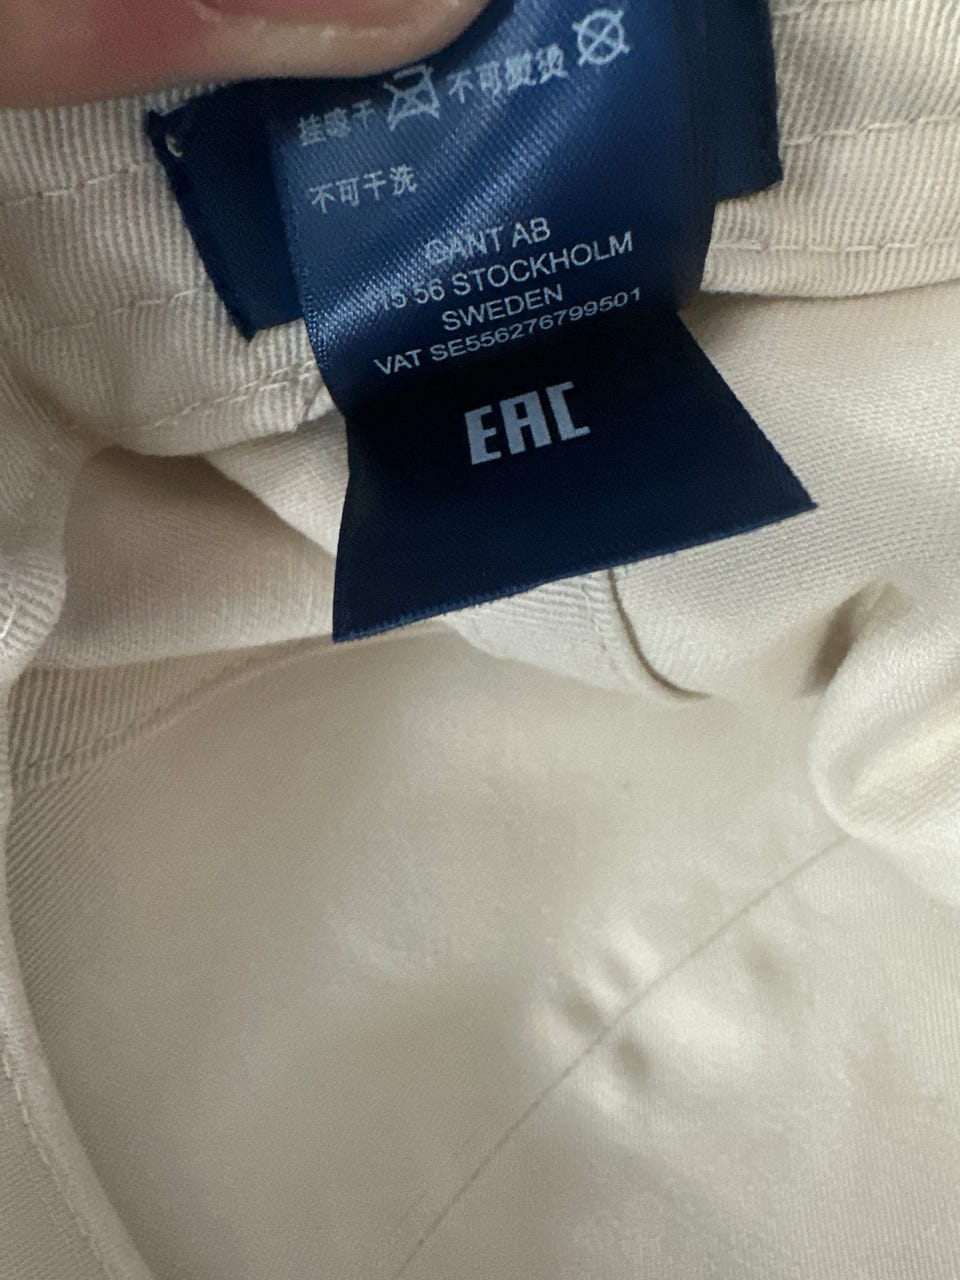 挂晾干 不可熨烫
不可干洗
GANT AB
115 56 STOCKHOLM
SWEDEN
VAT SE556276799501
EAC